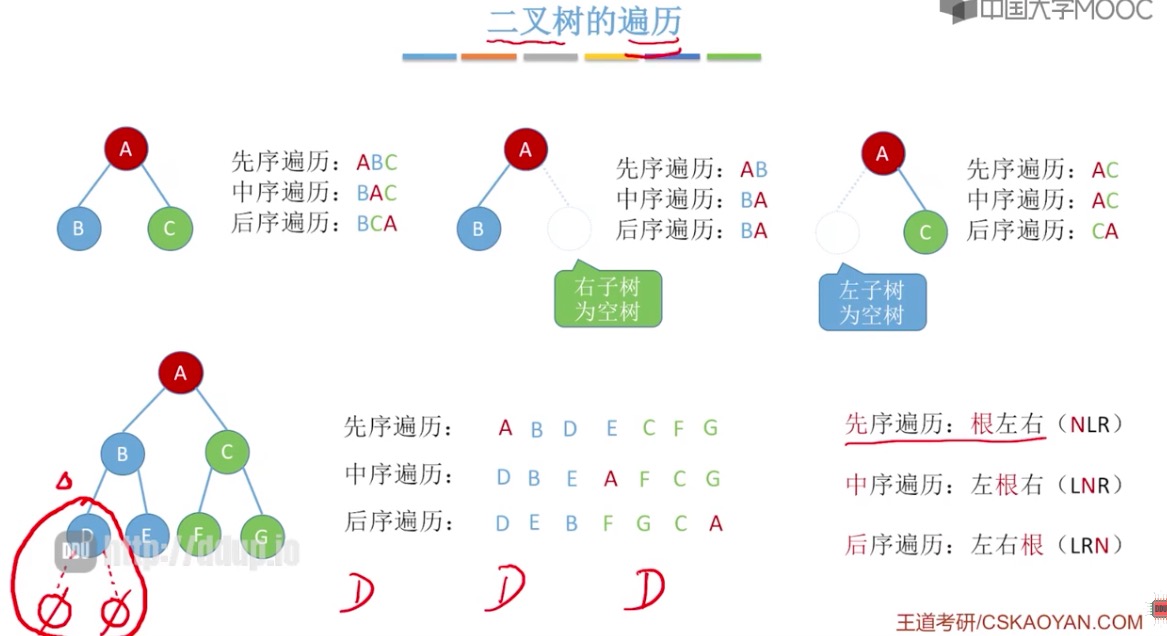 中国大学MOOC
二叉树的遍历
A
B
C
先序遍历：ABC
中序遍历：BAC
后序遍历：BCA
A
B
右子树
为空树
先序遍历：AB
中序遍历：BA
后序遍历：BA
A
C
左子树
为空树
先序遍历：AC
中序遍历：AC
后序遍历：CA
A
B
C
D
E
F
G
DDU
http://ddup.io
先序遍历： A B D E C F G
中序遍历： D B E A F C G
后序遍历： D E B F G C A
D D D
先序遍历：根左右（NLR）
中序遍历：左根右（LNR）
后序遍历：左右根（LRN）
王道考研/CSKAOYAN.COM
DDU